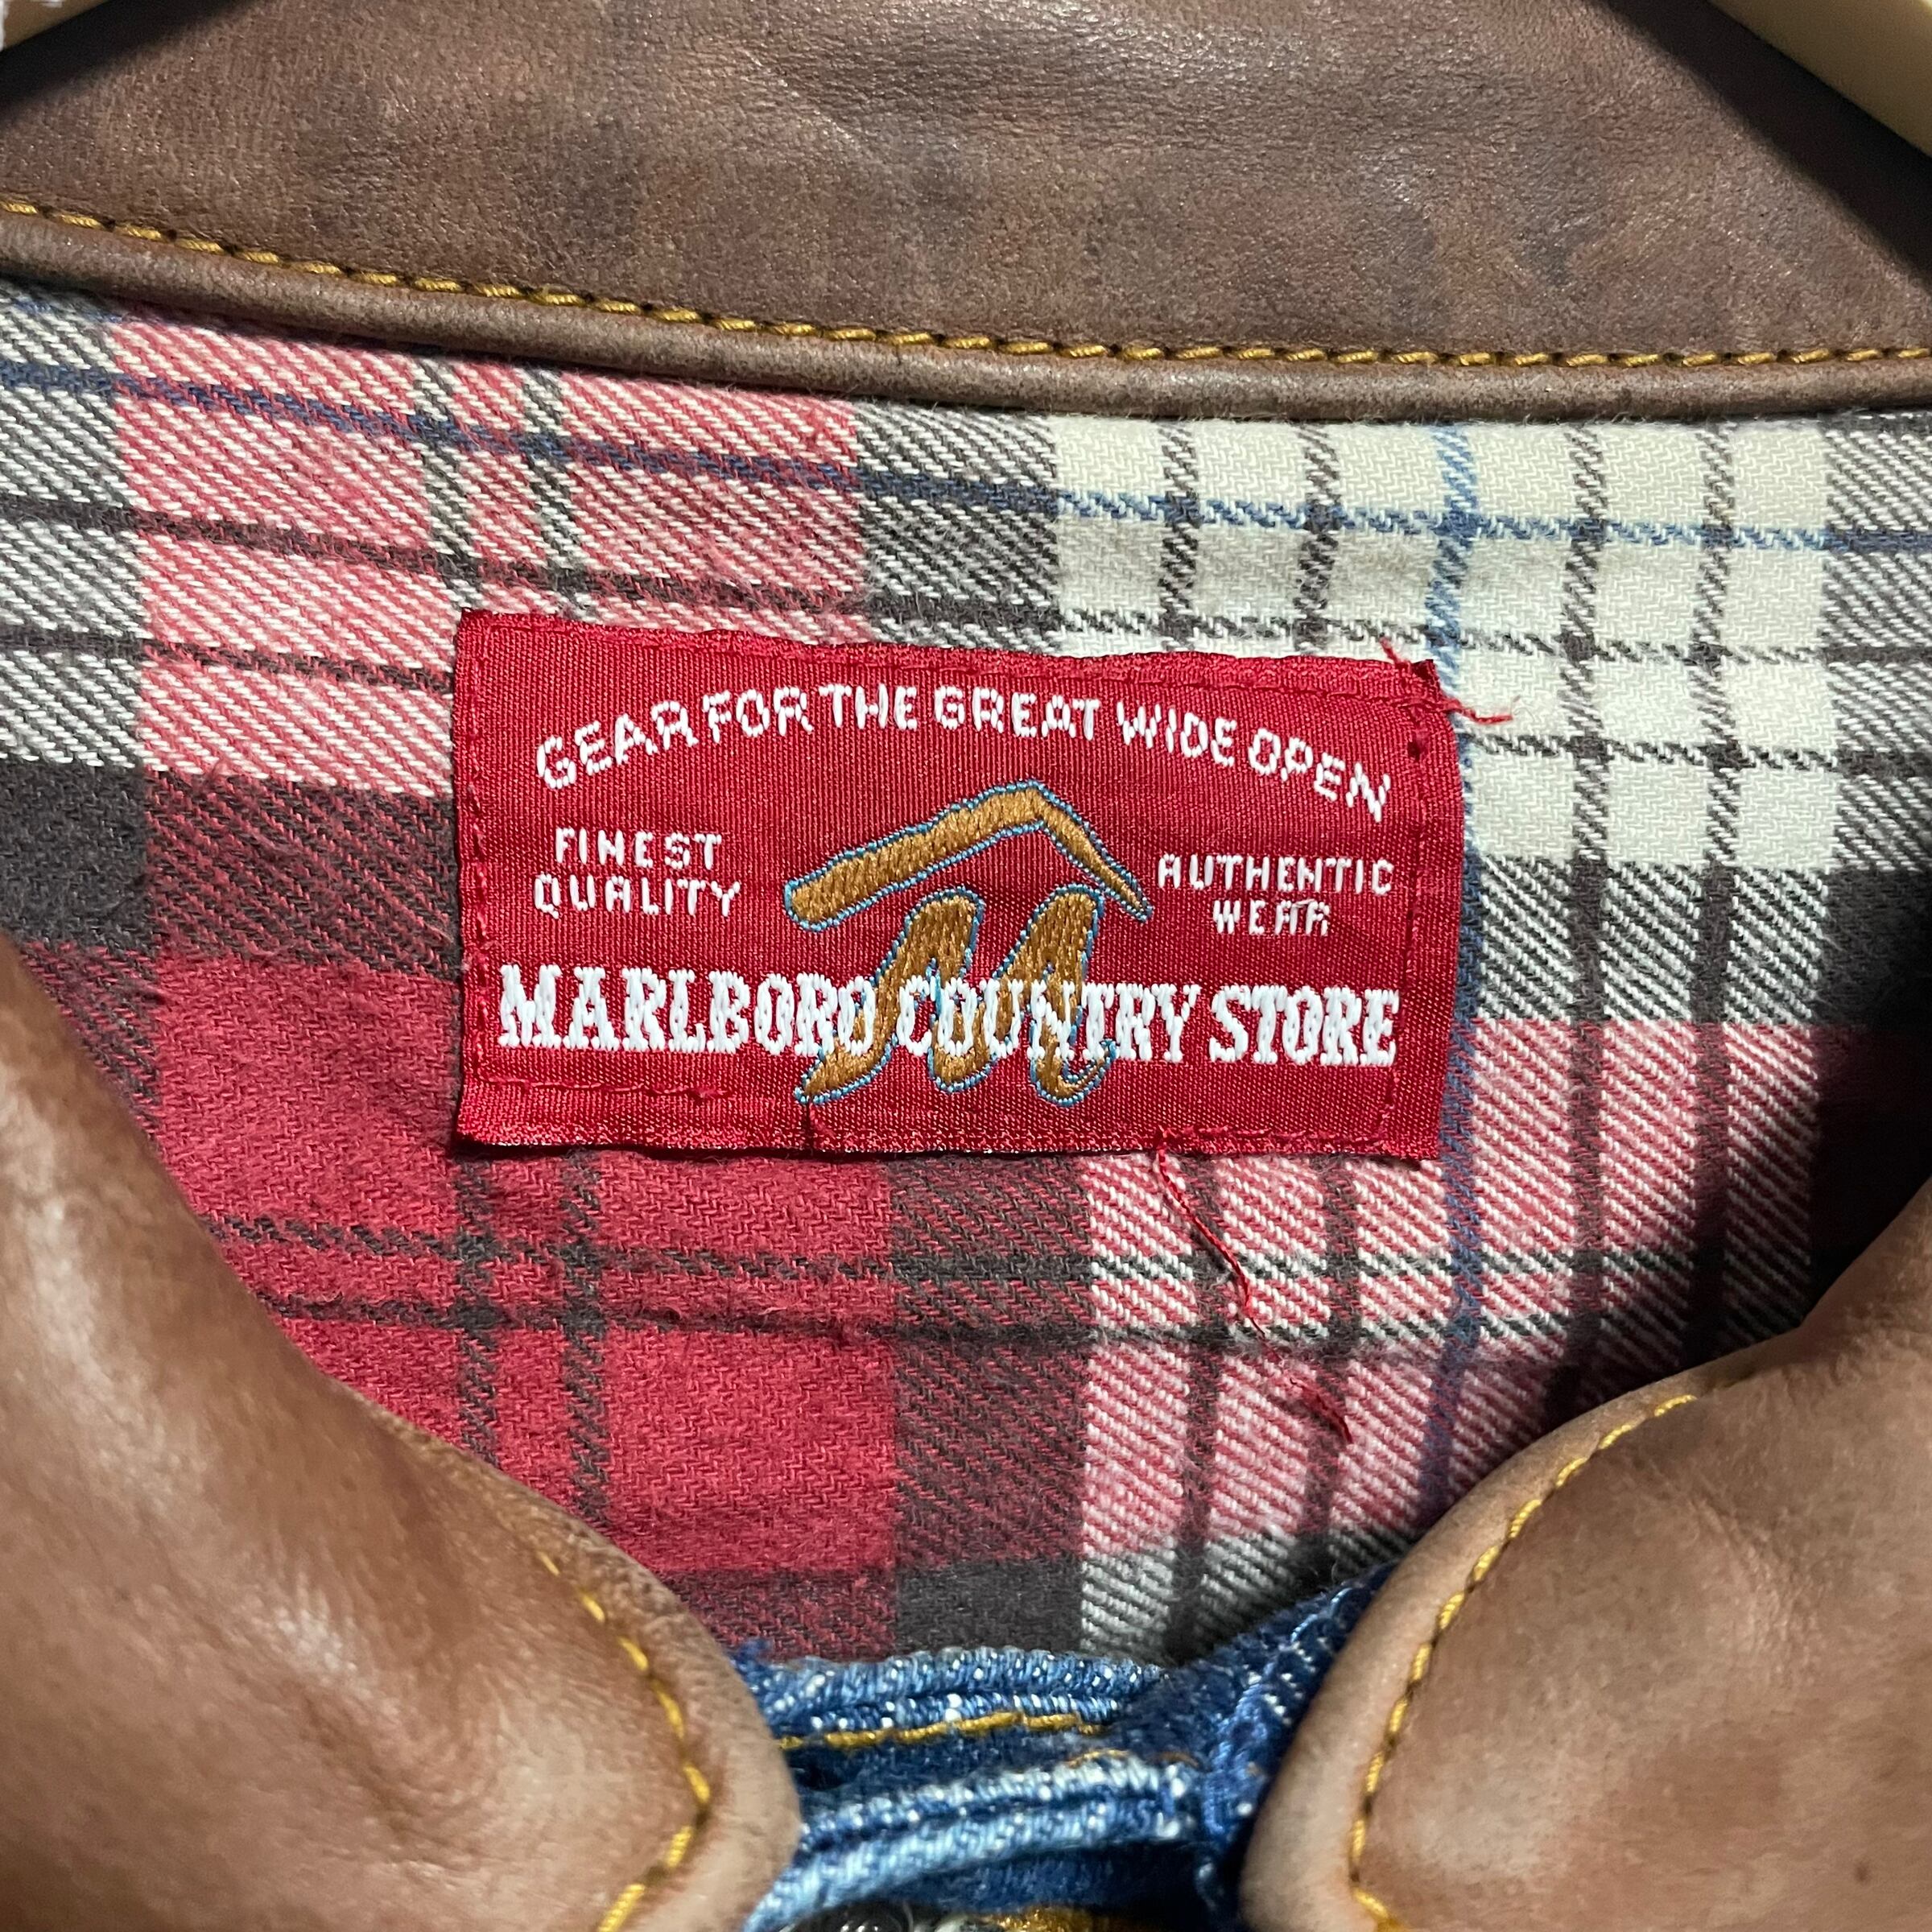 GEAR FOR THE GREAT WIDE OPEN
FINEST
QUALITY
AUTHENTIC
WEAR
M
MARLBORO COUNTRY STORE